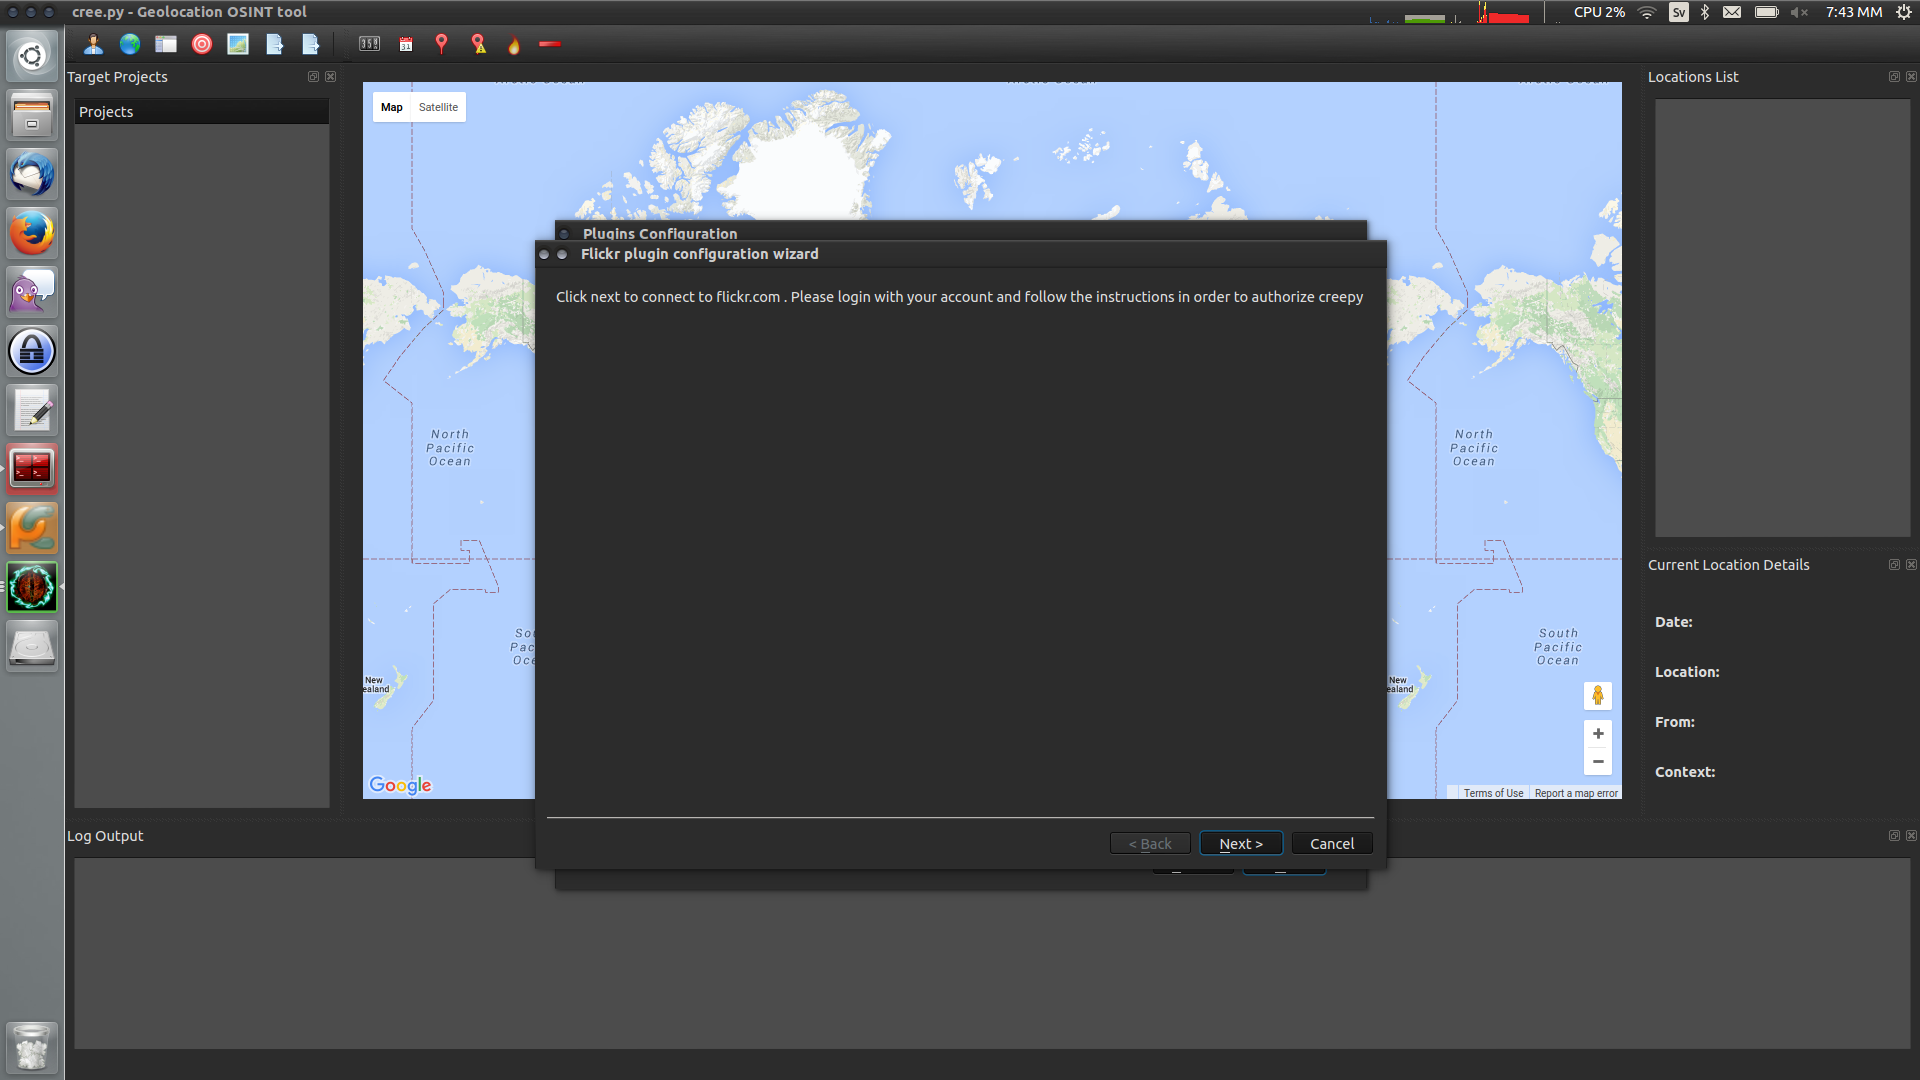 cree.py - Geolocation OSINT tool
CPU 2%
Sv
7:43 MM
Target Projects
Projects
Map
Satellite
Plugins Configuration
Flickr plugin configuration wizard
Click next to connect to flickr.com . Please login with your account and follow the instructions in order to authorize creepy
North
Pacific
Ocean
North
Pacific
Ocean
South
Pacific
Ocean
New
ealand
New
ealand
Google
Terms of Use
Report a map error
< Back
Next >
Cancel
Locations List
Current Location Details
Date:
Location:
From:
Context:
Log Output